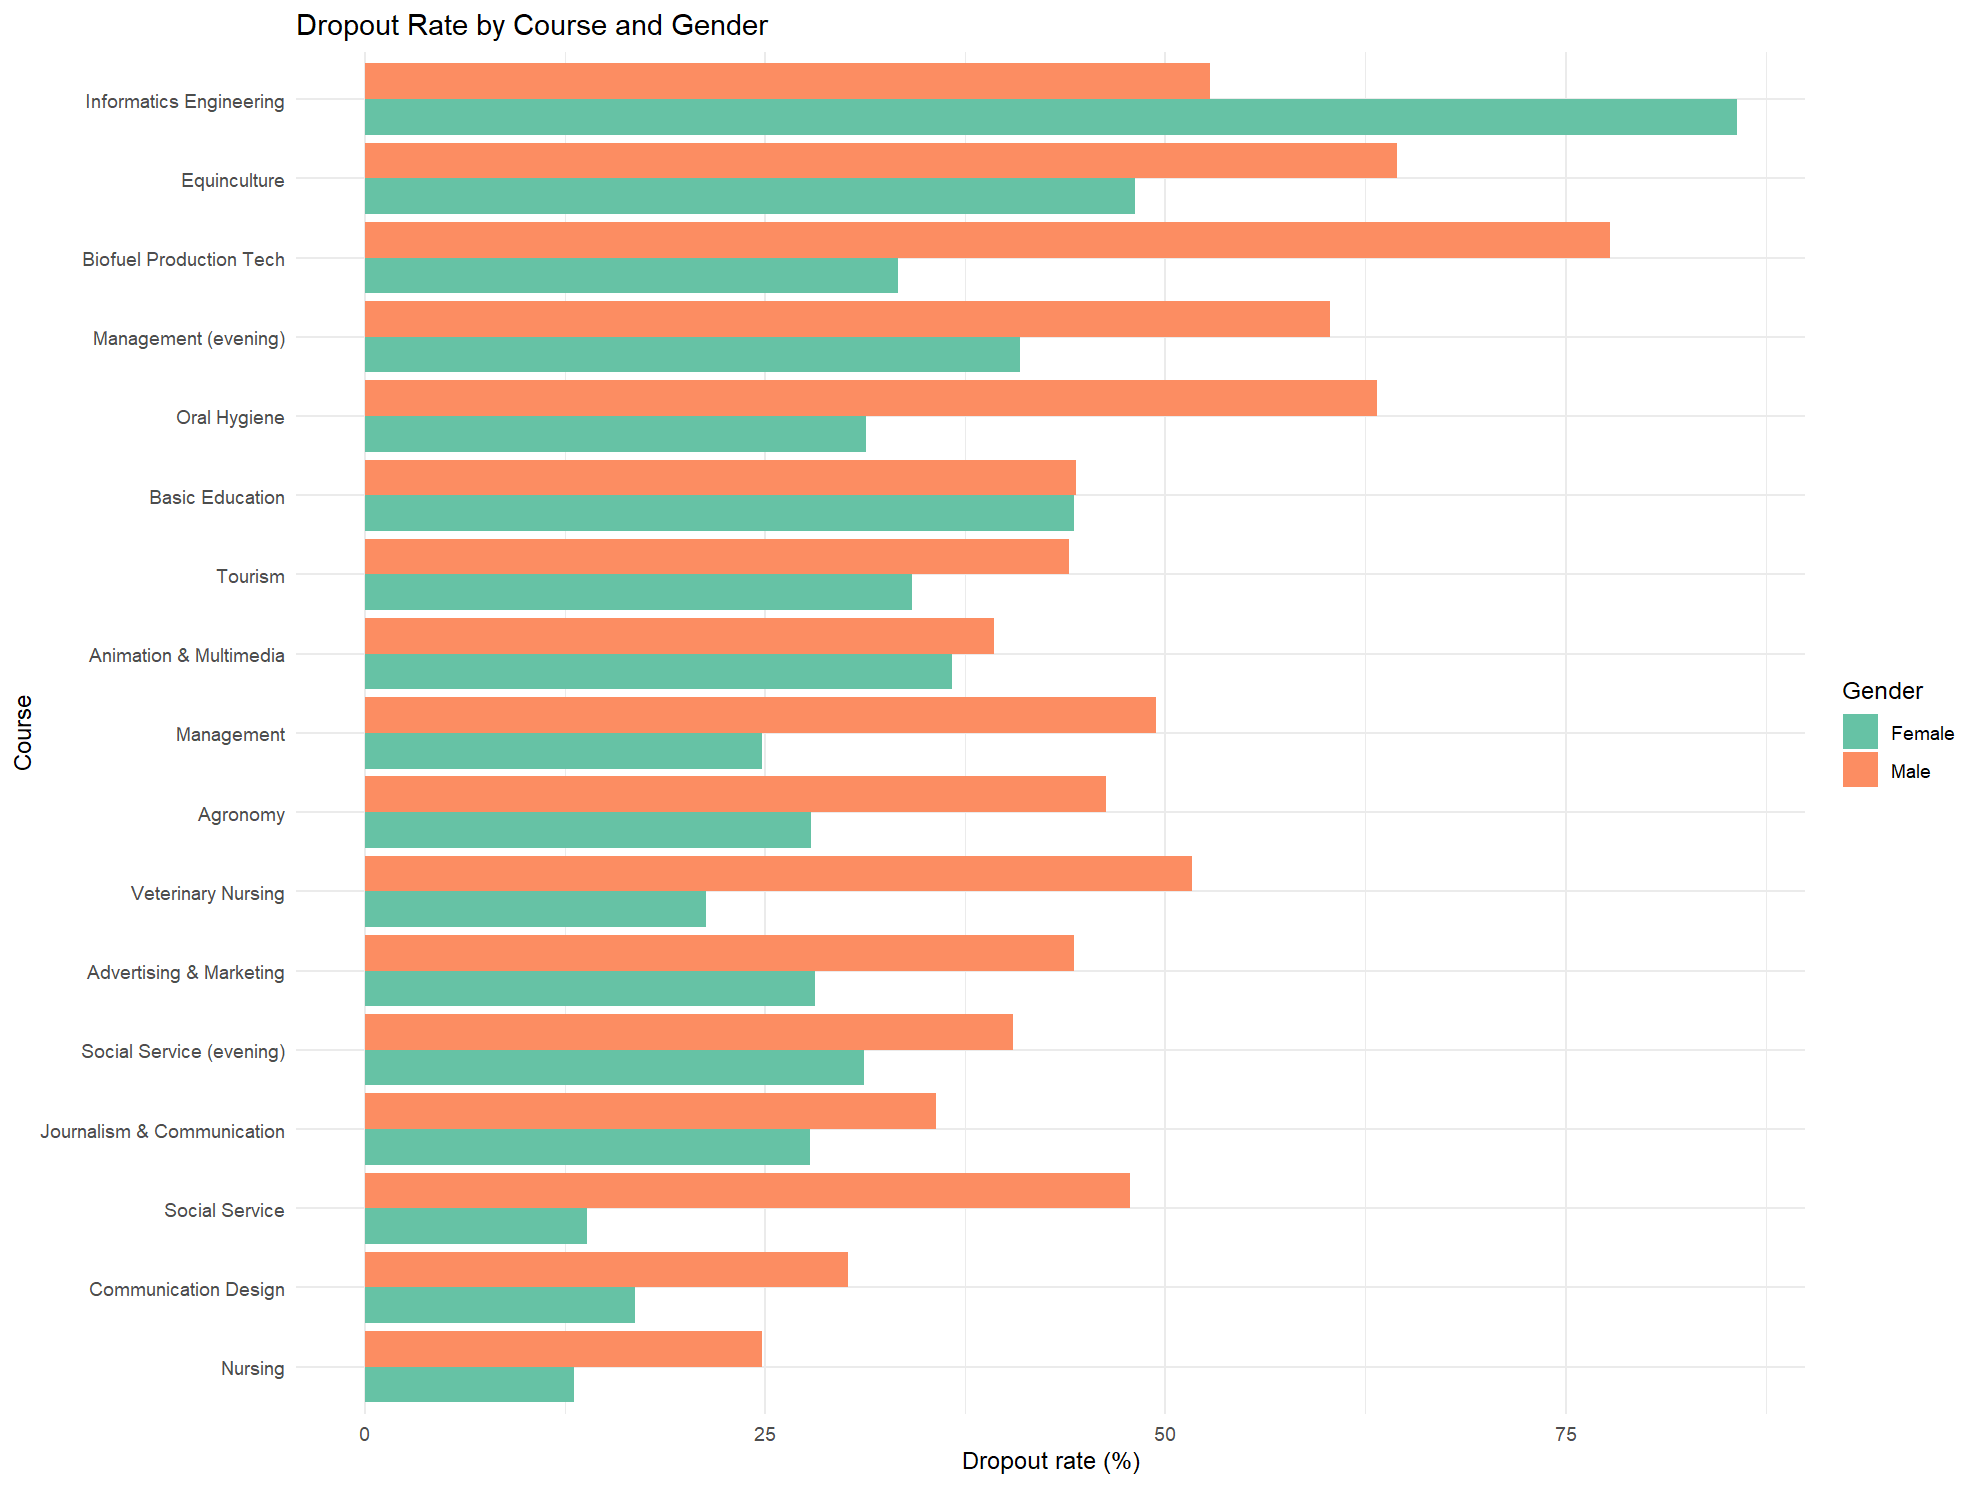 Dropout Rate by Course and Gender
Informatics Engineering
Equinculture
Biofuel Production Tech
Management (evening)
Oral Hygiene
Basic Education
Tourism
Animation & Multimedia
Management
Agronomy
Veterinary Nursing
Advertising & Marketing
Social Service (evening)
Journalism & Communication
Social Service
Communication Design
Nursing
Course
0 25 50 75
Dropout rate (%)
Gender
Female
Male